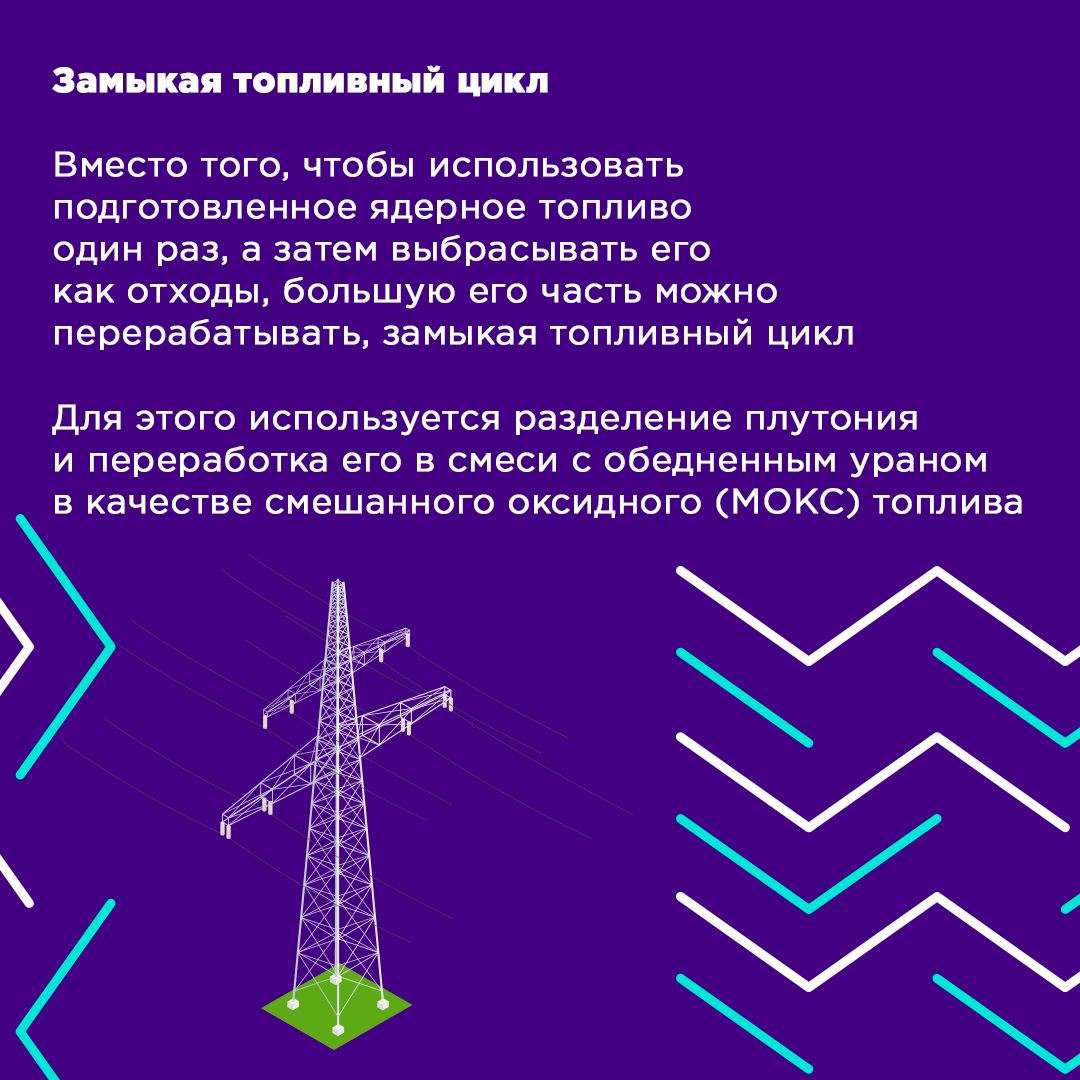 Замыкая топливный цикл
Вместо того, чтобы использовать
подготовленное ядерное топливо
один раз, а затем выбрасывать его
как отходы, большую его часть можно
перерабатывать, замыкая топливный цикл
Для этого используется разделение плутония
и переработка его в смеси с обедненным ураном
в качестве смешанного оксидного (МОКС) топлива